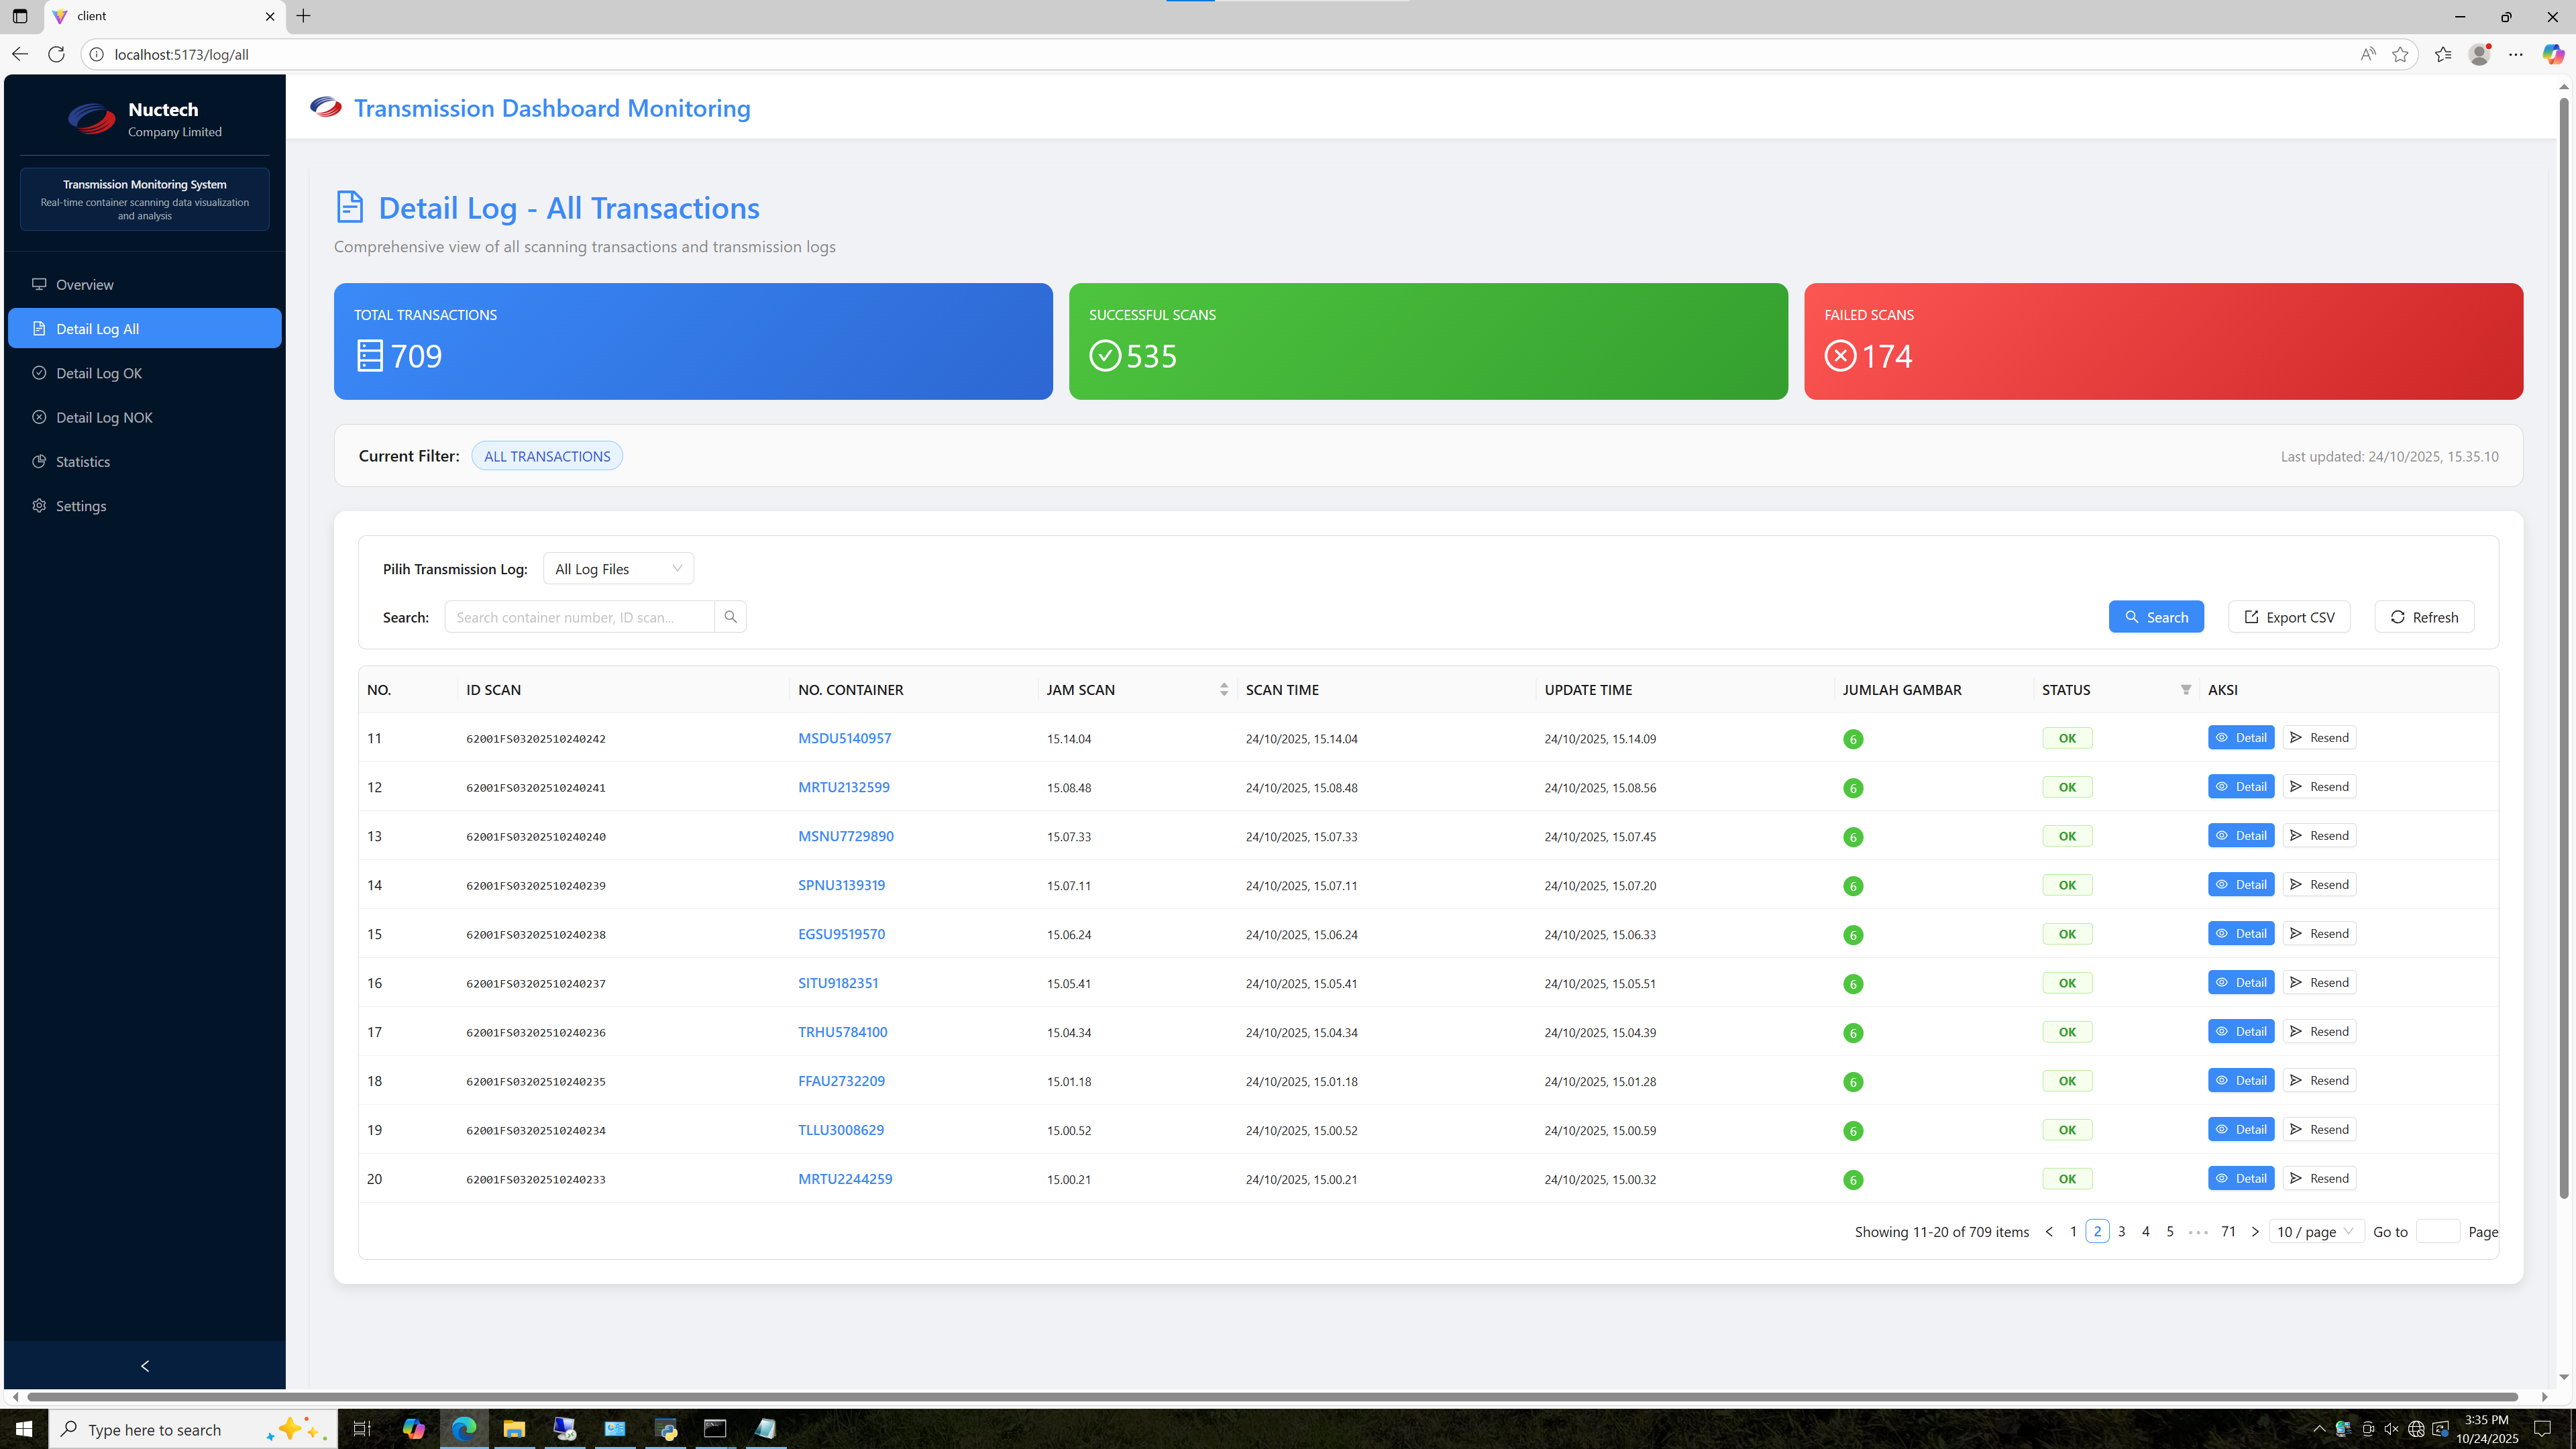 client
localhost:5173/log/all
Nuctech
Company Limited
Transmission Monitoring System
Real-time container scanning data visualization
and analysis
Overview
Detail Log All
Detail Log OK
Detail Log NOK
Statistics
Settings
Transmission Dashboard Monitoring
Detail Log - All Transactions
Comprehensive view of all scanning transactions and transmission logs
TOTAL TRANSACTIONS
709
SUCCESSFUL SCANS
535
FAILED SCANS
174
Current Filter: ALL TRANSACTIONS
Last updated: 24/10/2025, 15.35.10
Pilih Transmission Log: All Log Files
Search: Search container number, ID scan...
Search Export CSV Refresh
NO. ID SCAN NO. CONTAINER JAM SCAN SCAN TIME UPDATE TIME JUMLAH GAMBAR STATUS AKSI
11 62001FS03202510240242 MSDU5140957 15.14.04 24/10/2025, 15.14.04 24/10/2025, 15.14.09 6 OK Detail Resend
12 62001FS03202510240241 MRTU2132599 15.08.48 24/10/2025, 15.08.48 24/10/2025, 15.08.56 6 OK Detail Resend
13 62001FS03202510240240 MSNU7729890 15.07.33 24/10/2025, 15.07.33 24/10/2025, 15.07.45 6 OK Detail Resend
14 62001FS03202510240239 SPNU3139319 15.07.11 24/10/2025, 15.07.11 24/10/2025, 15.07.20 6 OK Detail Resend
15 62001FS03202510240238 EGSU9519570 15.06.24 24/10/2025, 15.06.24 24/10/2025, 15.06.33 6 OK Detail Resend
16 62001FS03202510240237 SITU9182351 15.05.41 24/10/2025, 15.05.41 24/10/2025, 15.05.51 6 OK Detail Resend
17 62001FS03202510240236 TRHU5784100 15.04.34 24/10/2025, 15.04.34 24/10/2025, 15.04.39 6 OK Detail Resend
18 62001FS03202510240235 FFAU2732209 15.01.18 24/10/2025, 15.01.18 24/10/2025, 15.01.28 6 OK Detail Resend
19 62001FS03202510240234 TLLU3008629 15.00.52 24/10/2025, 15.00.52 24/10/2025, 15.00.59 6 OK Detail Resend
20 62001FS03202510240233 MRTU2244259 15.00.21 24/10/2025, 15.00.21 24/10/2025, 15.00.32 6 OK Detail Resend
Showing 11-20 of 709 items < 1 2 3 4 5 ••• 71 > 10 / page Go to Page
Type here to search
3:35 PM
10/24/2025